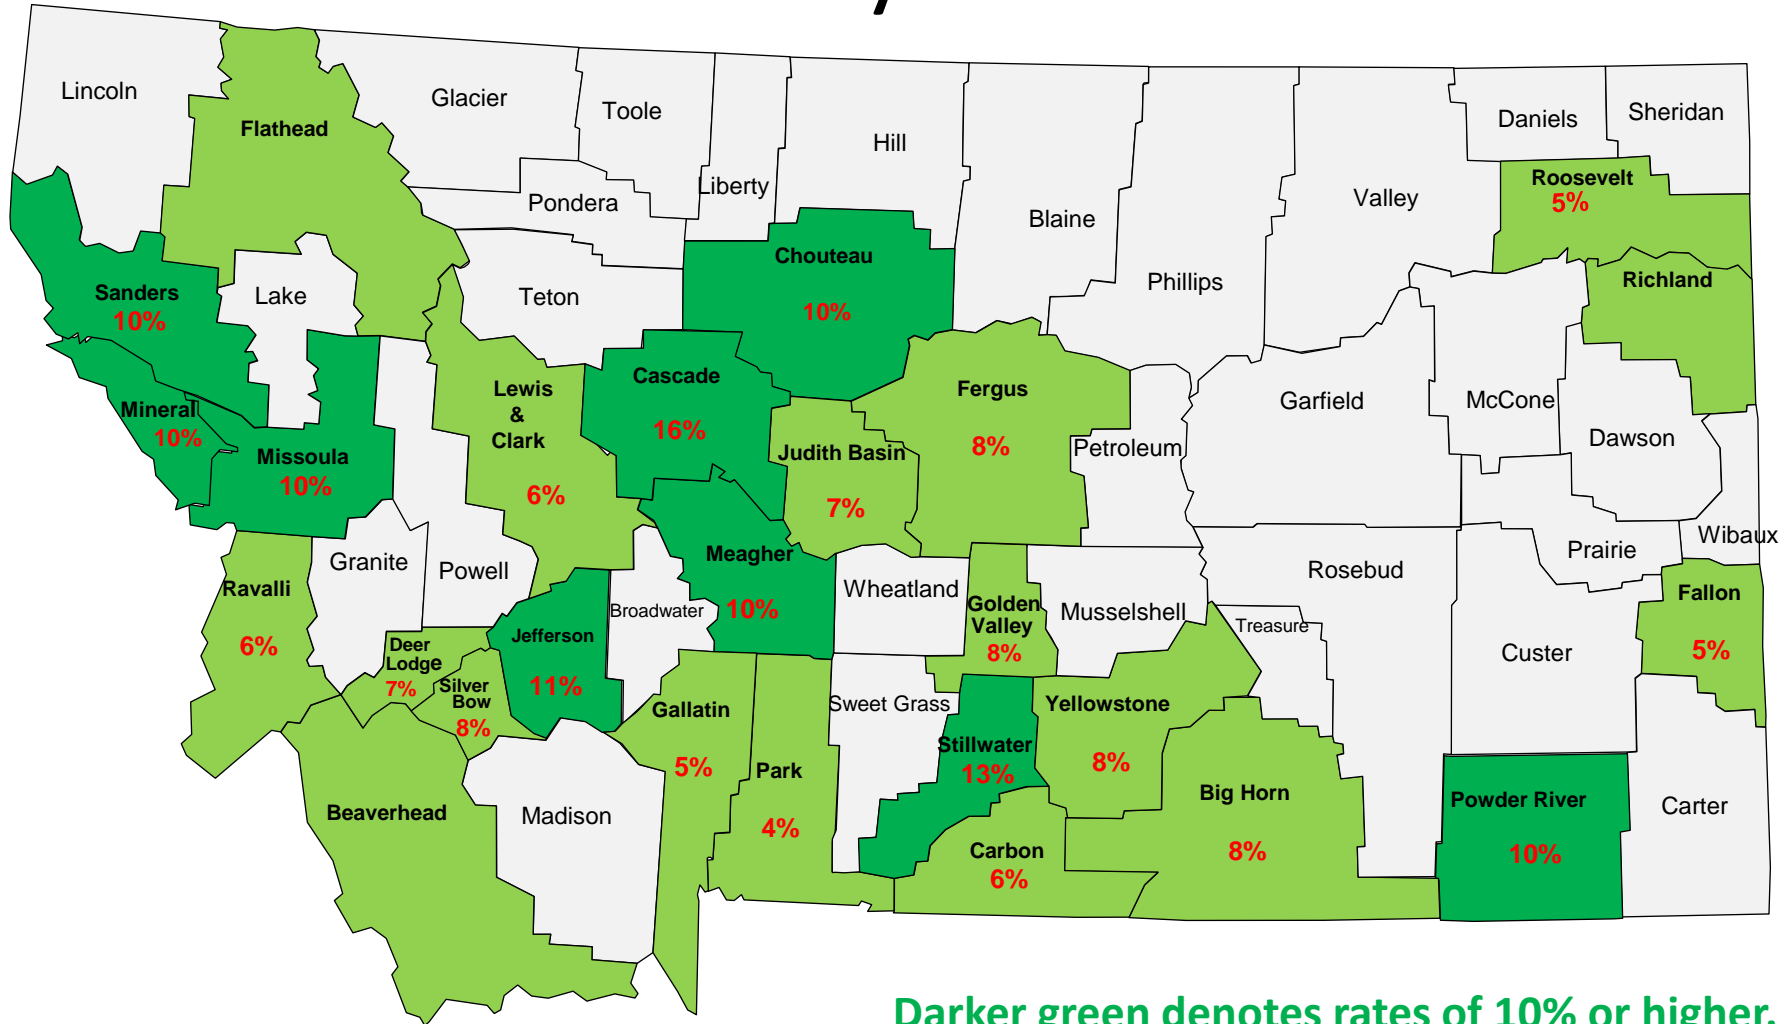 Lincoln
Flathead
Glacier
Toole
Liberty
Hill
Blaine
Phillips
Valley
Daniels
Sheridan
Roosevelt
5%
Richland
Pondera
Teton
Chouteau
10%
Sanders
10%
Lake
Mineral
10%
Missoula
10%
Lewis
&
Clark
6%
Cascade
16%
Judith Basin
7%
Fergus
8%
Petroleum
Garfield
McCone
Dawson
Wibaux
Prairie
Granite
Powell
Ravalli
6%
Deer
Lodge
7%
Silver
Bow
8%
Jefferson
11%
Broadwater
Meagher
10%
Wheatland
Golden
Valley
8%
Musselshell
Treasure
Rosebud
Custer
Fallon
5%
Beaverhead
Madison
Gallatin
5%
Park
4%
Sweet Grass
Stillwater
13%
Yellowstone
8%
Carbon
6%
Big Horn
8%
Powder River
10%
Carter
Darker green denotes rates of 10% or higher.